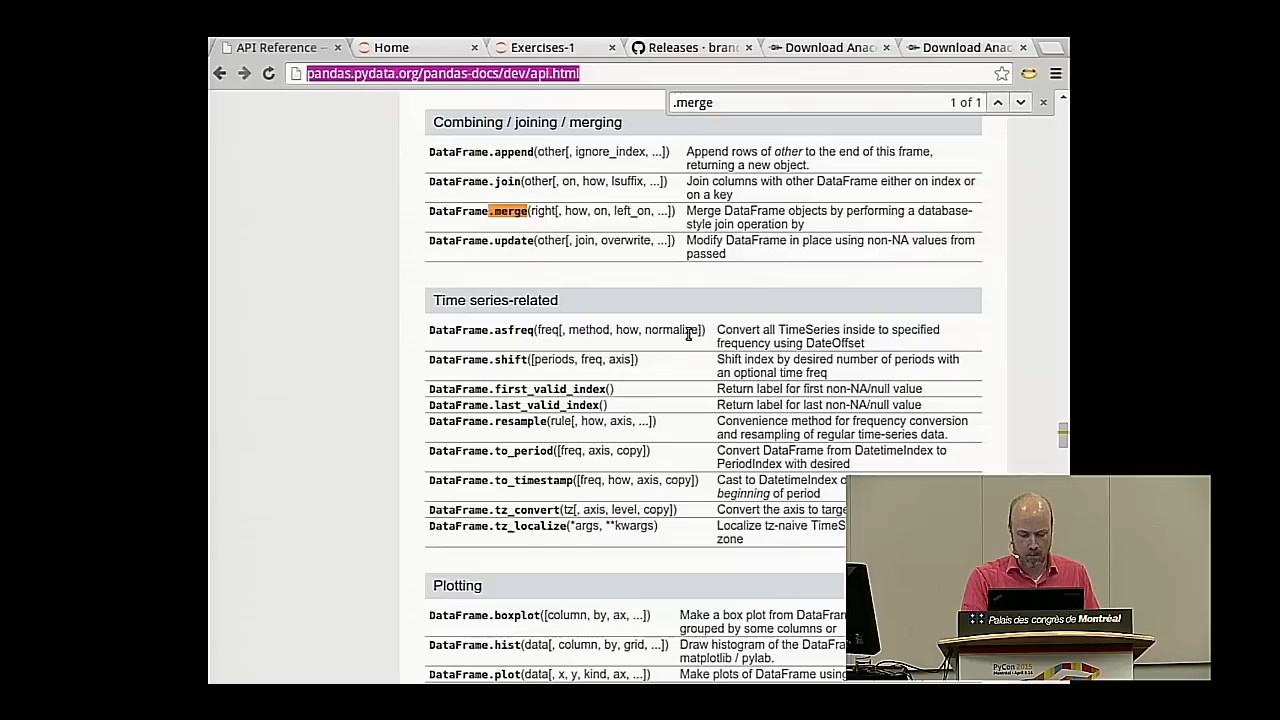 API Reference –
Home
Exercises-1
Releases · bran
Download Anac
Download Anac
pandas.pydata.org/pandas-docs/dev/api.html
.merge
1 of 1
Combining / joining / merging
DataFrame.append(other[, ignore_index, ...]) Append rows of other to the end of this frame,
returning a new object.
DataFrame.join(other[, on, how, lsuffix, ...]) Join columns with other DataFrame either on index or
on a key
DataFrame.merge(right[, how, on, left_on, ...]) Merge DataFrame objects by performing a database-
style join operation by
DataFrame.update(other[, join, overwrite, ...]) Modify DataFrame in place using non-NA values from
passed
Time series-related
DataFrame.asfreq(freq[, method, how, normalize]) Convert all TimeSeries inside to specified
frequency using DateOffset
DataFrame.shift([periods, freq, axis]) Shift index by desired number of periods with
an optional time freq
DataFrame.first_valid_index() Return label for first non-NA/null value
DataFrame.last_valid_index() Return label for last non-NA/null value
DataFrame.resample(rule[, how, axis, ...]) Convenience method for frequency conversion
and resampling of regular time-series data.
DataFrame.to_period([freq, axis, copy]) Convert DataFrame from DatetimeIndex to
PeriodIndex with desired
DataFrame.to_timestamp([freq, how, axis, copy]) Cast to DatetimeIndex o
beginning of period
DataFrame.tz_convert(tz[, axis, level, copy]) Convert the axis to targe
DataFrame.tz_localize(*args, **kwargs) Localize tz-naive TimeS
zone
Plotting
DataFrame.boxplot([column, by, ax, ...]) Make a box plot from DataFran
grouped by some columns or
DataFrame.hist(data[, column, by, grid, ...]) Draw histogram of the DataFra
matplotlib / pylab.
DataFrame.plot(data[, x, y, kind, ax, ...]) Make plots of DataFrame using
Palais des congrès de Montréal
PyCon 2015